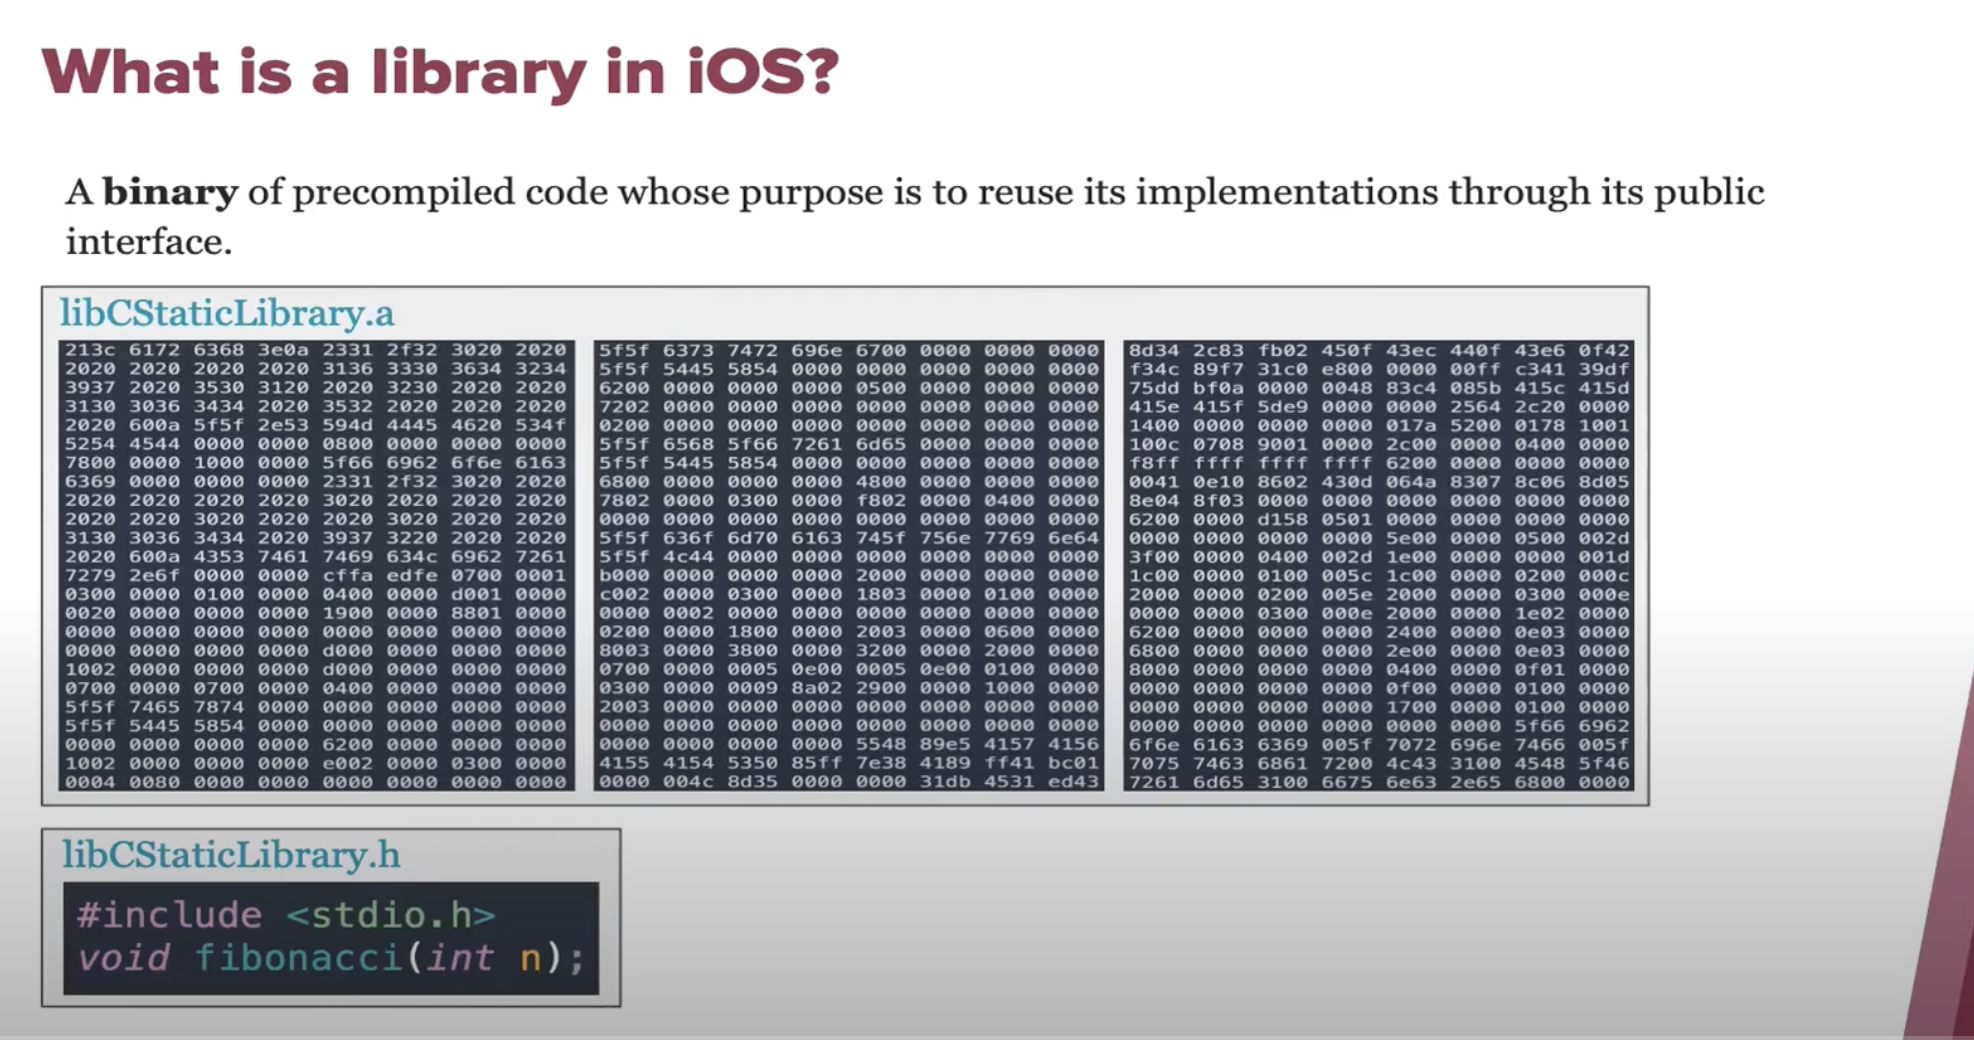 What is a library in iOS?
A binary of precompiled code whose purpose is to reuse its implementations through its public
interface.
libCStaticLibrary.a
213c 6172 6368 3e0a 2331 2f32 3020 2020
2020 2020 2020 2020 3136 3330 3634 3234
3937 2020 3530 3120 2020 3230 2020 2020
3130 3036 3434 2020 3532 2020 2020 2020
2020 600a 5f5f 2e53 594d 4445 4620 534f
5254 4544 0000 0000 0800 0000 0000 0000
7800 0000 1000 0000 5f66 6962 6f6e 6163
6369 0000 0000 0000 2331 2f32 3020 2020
2020 2020 2020 2020 3020 2020 2020 2020
2020 2020 3020 2020 2020 3020 2020 2020
3130 3036 3434 2020 3937 3220 2020 2020
2020 600a 4353 7461 7469 634c 6962 7261
7279 2e6f 0000 0000 cffa edfe 0700 0001
0300 0000 0100 0000 0400 0000 d001 0000
0020 0000 0000 0000 1900 0000 8801 0000
0000 0000 0000 0000 0000 0000 0000 0000
0000 0000 0000 0000 d000 0000 0000 0000
1002 0000 0000 0000 d000 0000 0000 0000
0700 0000 0700 0000 0400 0000 0000 0000
5f5f 7465 7874 0000 0000 0000 0000 0000
5f5f 5445 5854 0000 0000 0000 0000 0000
0000 0000 0000 0000 6200 0000 0000 0000
1002 0000 0000 0000 e002 0000 0300 0000
0004 0080 0000 0000 0000 0000 0000 0000
5f5f 6373 7472 696e 6700 0000 0000 0000
5f5f 5445 5854 0000 0000 0000 0000 0000
6200 0000 0000 0000 0500 0000 0000 0000
7202 0000 0000 0000 0000 0000 0000 0000
0200 0000 0000 0000 0000 0000 0000 0000
5f5f 6568 5f66 7261 6d65 0000 0000 0000
5f5f 5445 5854 0000 0000 0000 0000 0000
6800 0000 0000 0000 4800 0000 0000 0000
7802 0000 0300 0000 f802 0000 0400 0000
0000 0000 0000 0000 0000 0000 0000 0000
5f5f 636f 6d70 6163 745f 756e 7769 6e64
5f5f 4c44 0000 0000 0000 0000 0000 0000
b000 0000 0000 0000 2000 0000 0000 0000
c002 0000 0300 0000 1803 0000 0100 0000
0000 0002 0000 0000 0000 0000 0000 0000
0200 0000 1800 0000 2003 0000 0600 0000
8003 0000 3800 0000 3200 0000 2000 0000
0700 0000 0005 0e00 0005 0e00 0100 0000
0300 0000 0009 8a02 2900 0000 1000 0000
2003 0000 0000 0000 0000 0000 0000 0000
0000 0000 0000 0000 0000 0000 0000 0000
0000 0000 0000 0000 5548 89e5 4157 4156
4155 4154 5350 85ff 7e38 4189 ff41 bc01
0000 004c 8d35 0000 0000 31db 4531 ed43
8d34 2c83 fb02 450f 43ec 440f 43e6 0f42
f34c 89f7 31c0 e800 0000 00ff c341 39df
75dd bf0a 0000 0048 83c4 085b 415c 415d
415e 415f 5de9 0000 0000 2564 2c20 0000
1400 0000 0000 0000 017a 5200 0178 1001
100c 0708 9001 0000 2c00 0000 0400 0000
f8ff ffff ffff ffff 6200 0000 0000 0000
0041 0e10 8602 430d 064a 8307 8c06 8d05
8e04 8f03 0000 0000 0000 0000 0000 0000
6200 0000 d158 0501 0000 0000 0000 0000
0000 0000 0000 0000 5e00 0000 0500 002d
3f00 0000 0400 002d 1e00 0000 0000 001d
1c00 0000 0100 005c 1c00 0000 0200 000c
2000 0000 0200 005e 2000 0000 0300 000e
0000 0000 0300 000e 2000 0000 1e02 0000
6200 0000 0000 0000 2400 0000 0e03 0000
6800 0000 0000 0000 2e00 0000 0e03 0000
8000 0000 0000 0000 0400 0000 0f01 0000
0000 0000 0000 0000 0f00 0000 0100 0000
0000 0000 0000 0000 1700 0000 0100 0000
0000 0000 0000 0000 0000 0000 5f66 6962
6f6e 6163 6369 005f 7072 696e 7466 005f
7075 7463 6861 7200 4c43 3100 4548 5f46
7261 6d65 3100 6675 6e63 2e65 6800 0000
libCStaticLibrary.h
#include <stdio.h>
void fibonacci(int n);